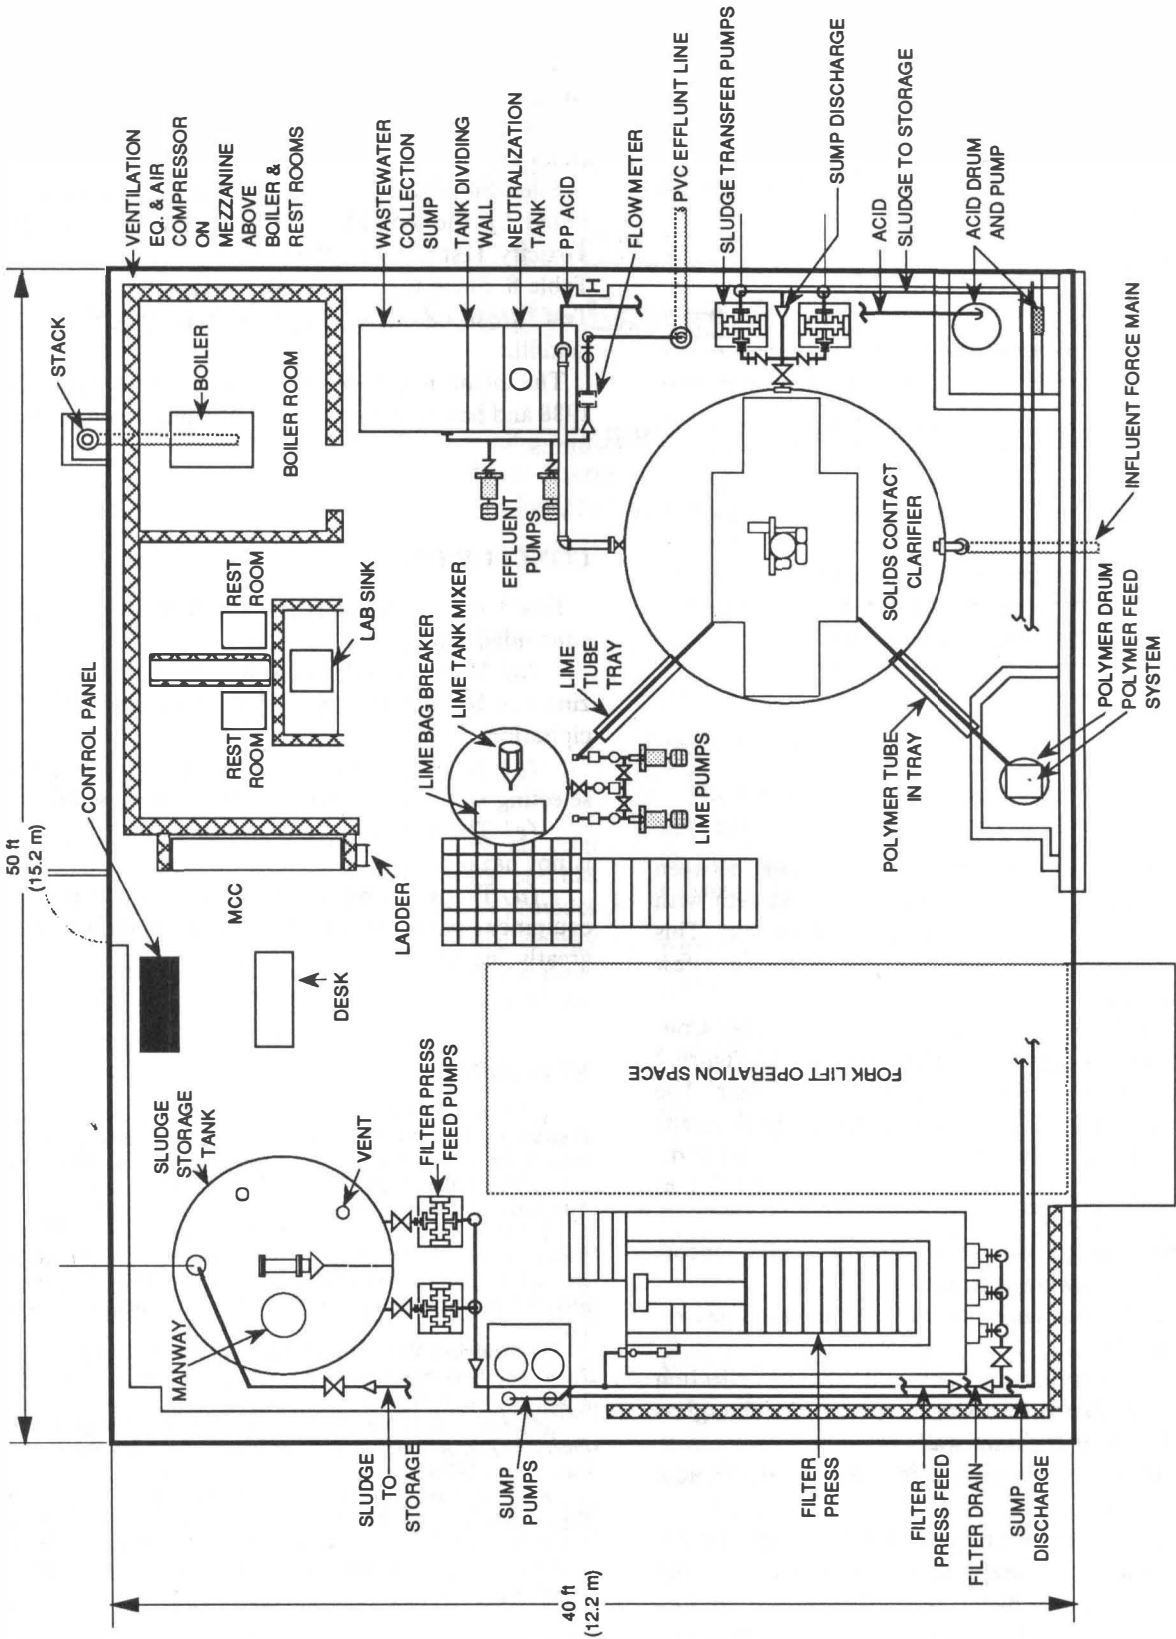 50 ft
(15.2 m)
40 ft
(12.2 m)
STACK
BOILER
BOILER ROOM
VENTILATION
EQ. & AIR
COMPRESSOR
ON
MEZZANINE
ABOVE
BOILER &
REST ROOMS
REST
ROOM
REST
ROOM
LAB SINK
CONTROL PANEL
MCC
LADDER
DESK
SLUDGE
STORAGE
TANK
VENT
MANWAY
FILTER PRESS
FEED PUMPS
SLUDGE
TO
STORAGE
SUMP
PUMPS
FILTER
PRESS
FILTER
PRESS FEED
FILTER DRAIN
SUMP
DISCHARGE
FORK LIFT OPERATION SPACE
LIME BAG BREAKER
LIME TANK MIXER
LIME
TUBE
TRAY
LIME PUMPS
EFFLUENT
PUMPS
WASTEWATER
COLLECTION
SUMP
TANK DIVIDING
WALL
NEUTRALIZATION
TANK
PP ACID
FLOW METER
H
PVC EFFLUNT LINE
SLUDGE TRANSFER PUMPS
SUMP DISCHARGE
ACID
SLUDGE TO STORAGE
ACID DRUM
AND PUMP
SOLIDS CONTACT
CLARIFIER
INFLUENT FORCE MAIN
POLYMER TUBE
IN TRAY
POLYMER DRUM
POLYMER FEED
SYSTEM